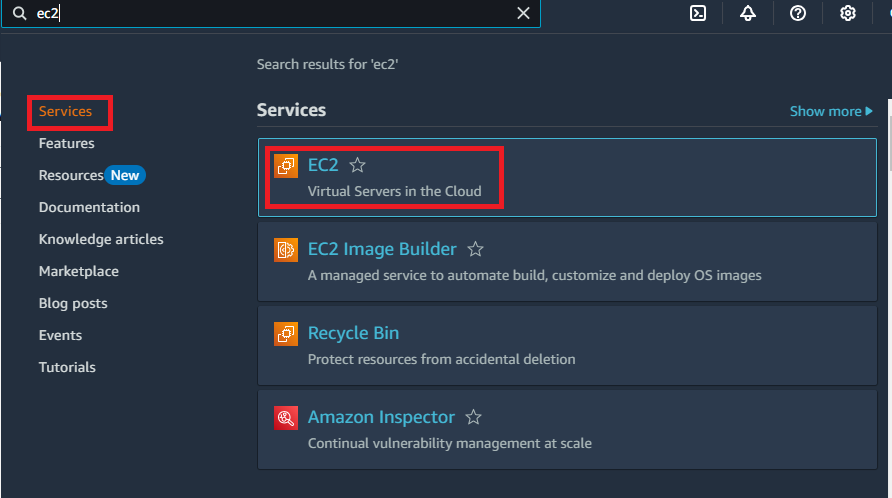 ec2
Search results for 'ec2'
Services
Features
Resources New
Documentation
Knowledge articles
Marketplace
Blog posts
Events
Tutorials
Services
Show more
EC2
Virtual Servers in the Cloud
EC2 Image Builder
A managed service to automate build, customize and deploy OS images
Recycle Bin
Protect resources from accidental deletion
Amazon Inspector
Continual vulnerability management at scale